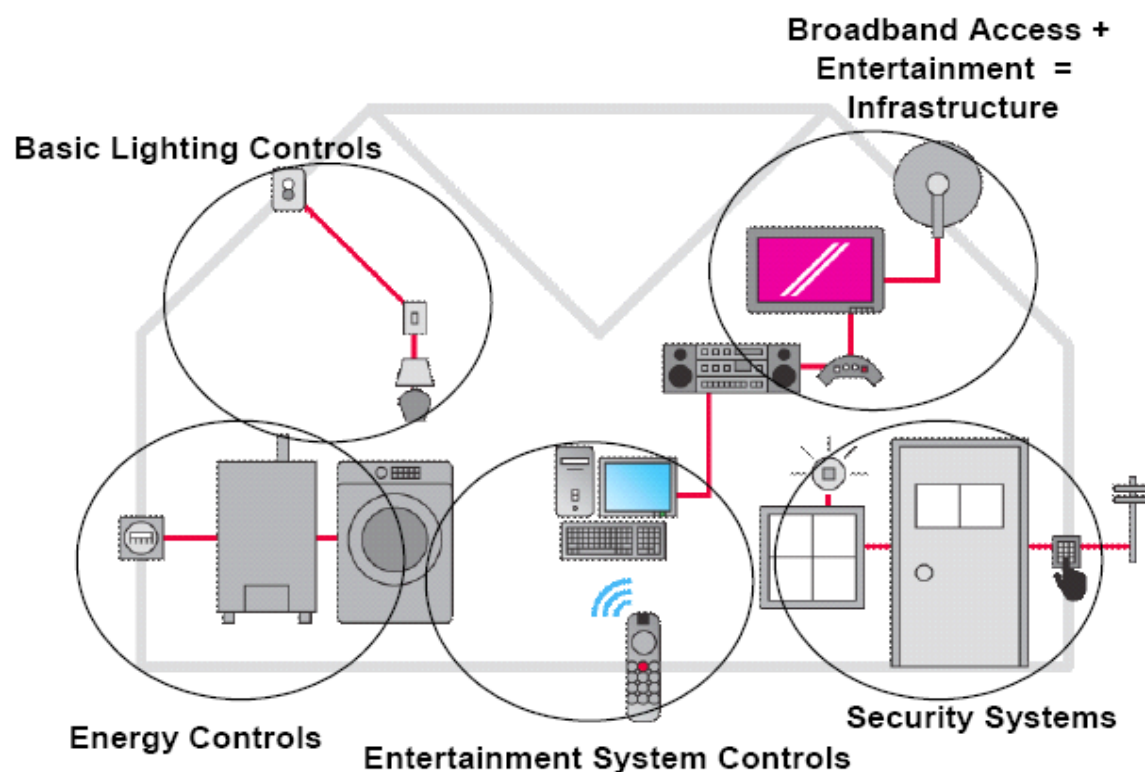 Broadband Access +
Entertainment =
Infrastructure
Basic Lighting Controls
Energy Controls
Entertainment System Controls
Security Systems